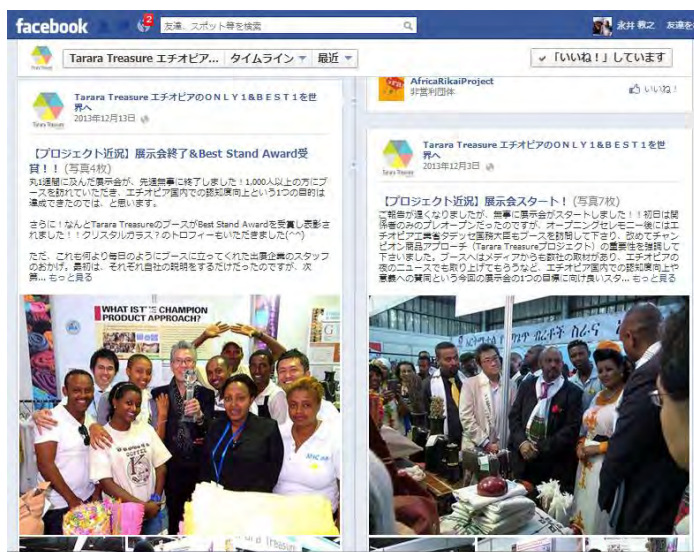 facebook
2
友達、スポット等を検索
永井 教之
友達を
Tarara Treasure エチオピア...
タイムライン
最近
「いいね！」しています
Tarara Treasure エチオピアのＯＮＬＹ１＆ＢＥＳＴ１を世
界へ
2013年12月13日
【プロジェクト近況】展示会終了＆Best Stand Award受
賞！！ (写真4枚)
丸1週間に及んだ展示会が、先週無事に終了しました！1,000人以上の方にブ
ースを訪れていただき、エチオピア国内での認知度向上という1つの目的は
達成できたのでは、と思います。
さらに！なんとTarara TreasureのブースがBest Stand Awardを受賞し表彰さ
れました！！クリスタルガラス？のトロフィーもいただきました(^^)
ただ、これも何より毎日のようにブースに立ってくれた出展企業のスタッフ
のおかげ。最初は、それぞれ自社の説明をするだけだったのですが、次
第... もっと見る
WHAT IS THE CHAMPION
PRODUCT APPROACH?
AfricaRikaiProject
非営利団体
いいね！
Tarara Treasure エチオピアのＯＮＬＹ１＆ＢＥＳＴ１を世
界へ
2013年12月3日
【プロジェクト近況】展示会スタート！ (写真7枚)
ご報告が遅くなりましたが、無事に展示会がスタートしました！！初日は関
係者のみのプレオープンだったのですが、オープニングセレモニー後にはエ
チオピア工業省タデッセ国務大臣もブースを訪問して下さり、改めてチャン
ピオン商品アプローチ（Tarara Treasureプロジェクト）の重要性を強調して
下さいました。ブースへはメディアからも数社の取材があり、エチオピアの
夜のニュースでも取り上げてもらうなど、エチオピア国内での認知度向上や
意義への賛同という今回の展示会の1つの目標に向け良いスタ... もっと見る